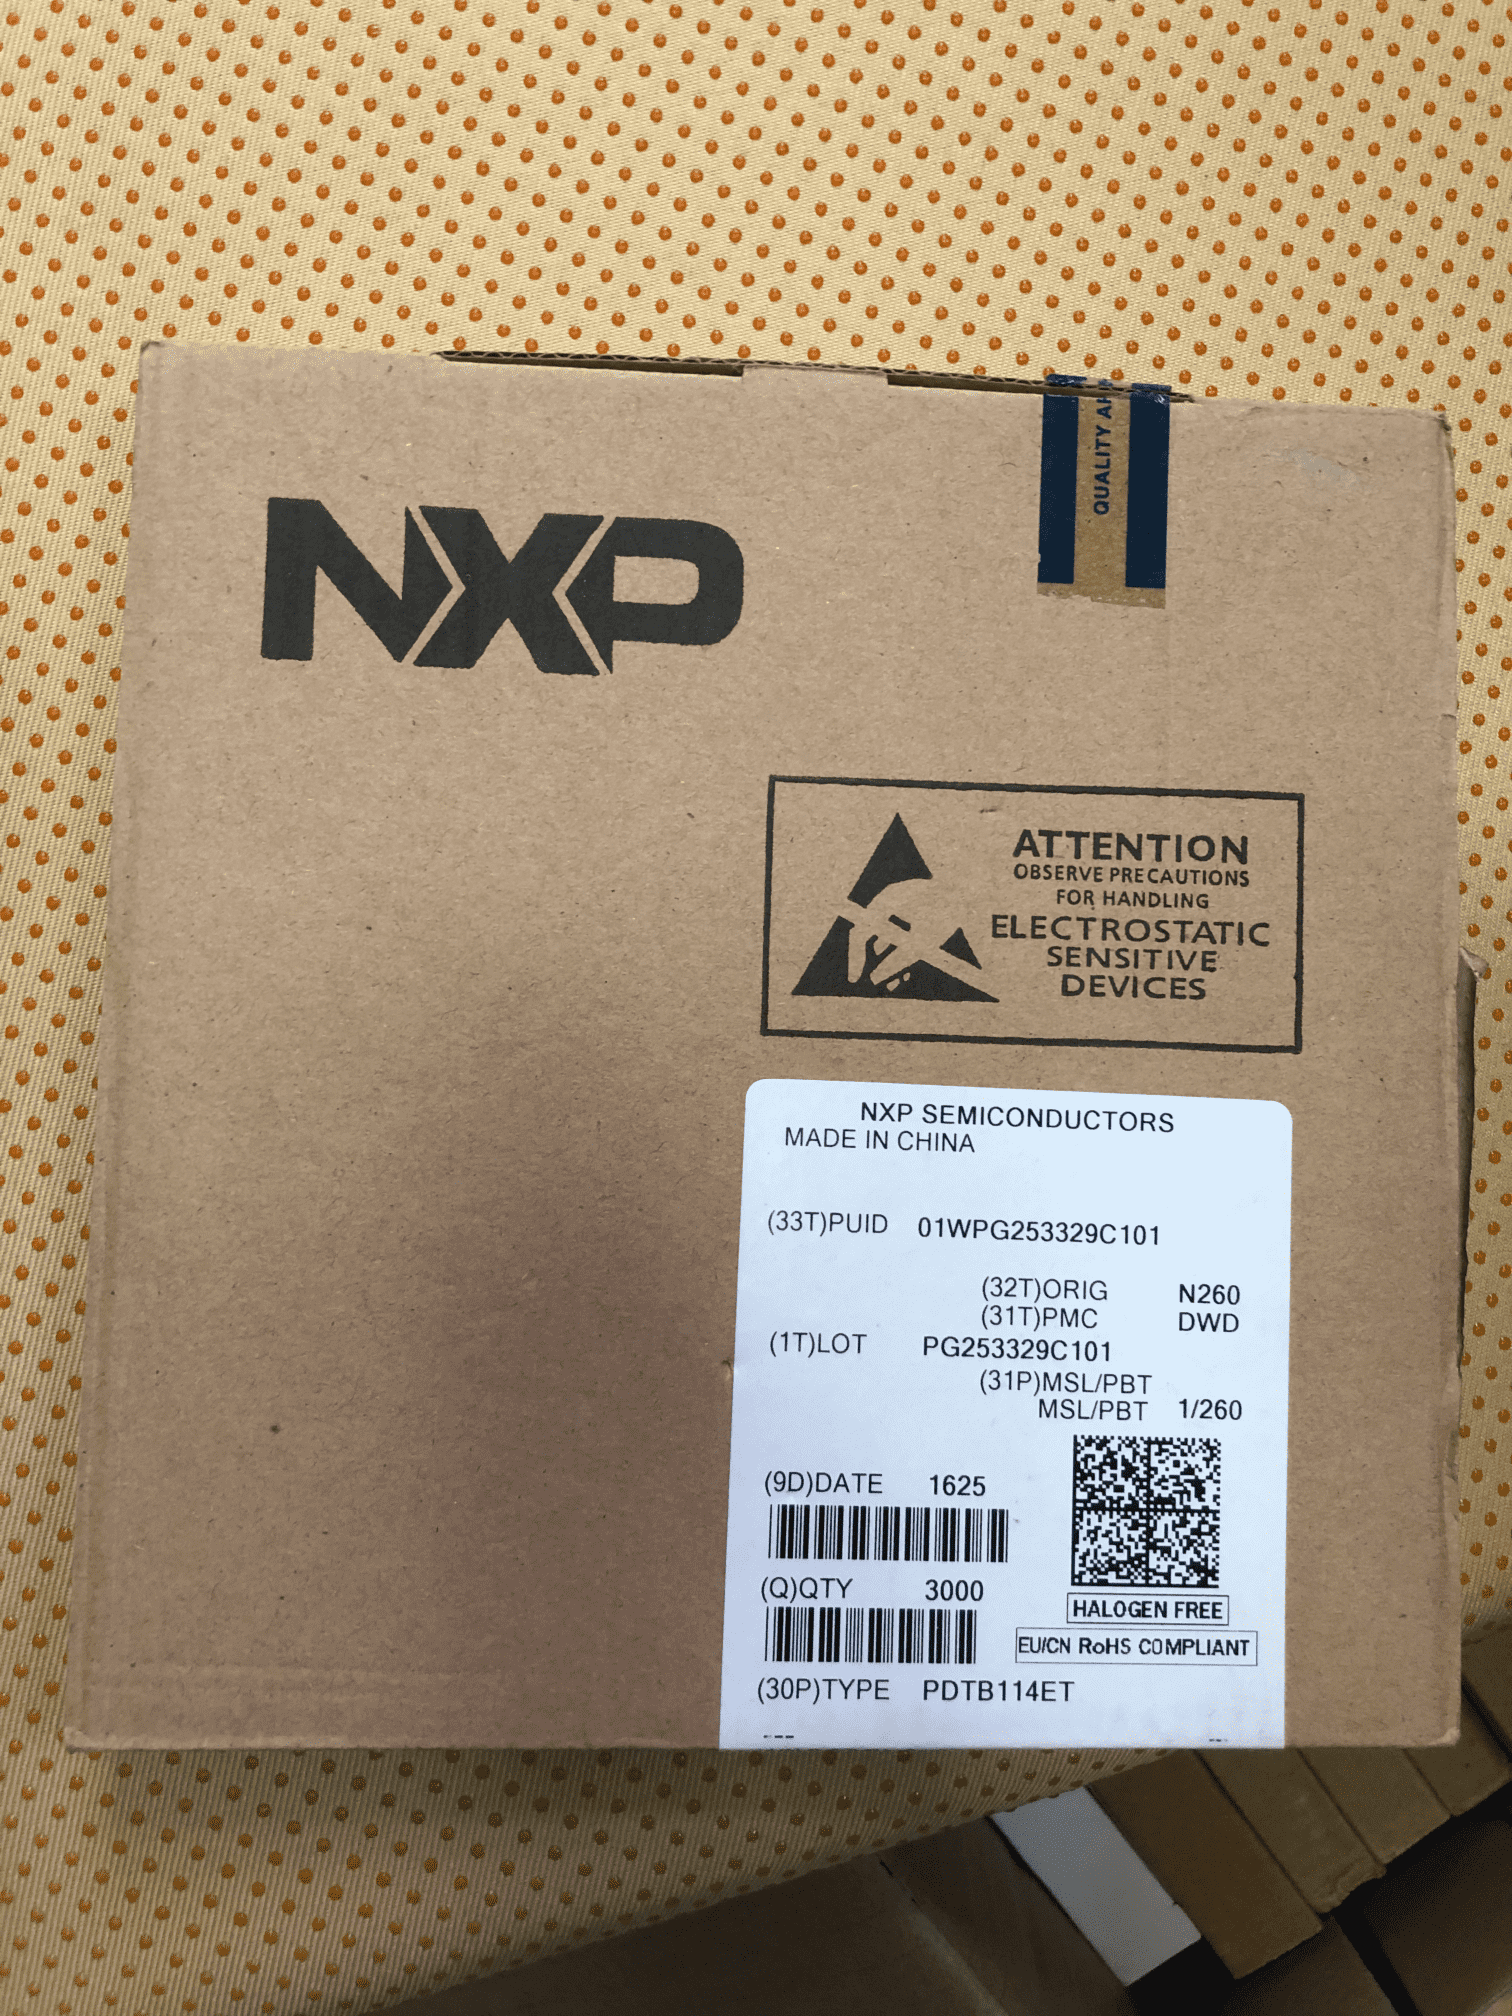 NXP
QUALITY
ATTENTION
OBSERVE PRECAUTIONS
FOR HANDLING
ELECTROSTATIC
SENSITIVE
DEVICES
NXP SEMICONDUCTORS
MADE IN CHINA
(33T)PUID 01WPG253329C101
(32T)ORIG N260
(31T)PMC DWD
(1T)LOT PG253329C101
(31P)MSL/PBT
MSL/PBT 1/260
(9D)DATE 1625
(Q)QTY 3000
HALOGEN FREE
EU/CN RoHS COMPLIANT
(30P)TYPE PDTB114ET